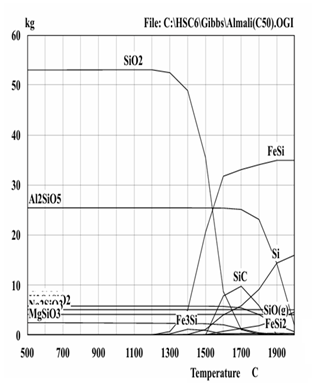 kg File: C:\HSC6\Gibbs\Almali(C50).OGI
60
SiO2
50
40
FeSi
30
Al2SiO5
20
Si
SiC
10
O2
SiO(g)
MgSiO3
Fe3Si
FeSi2
0
500 700 900 1100 1300 1500 1700 1900
Temperature C